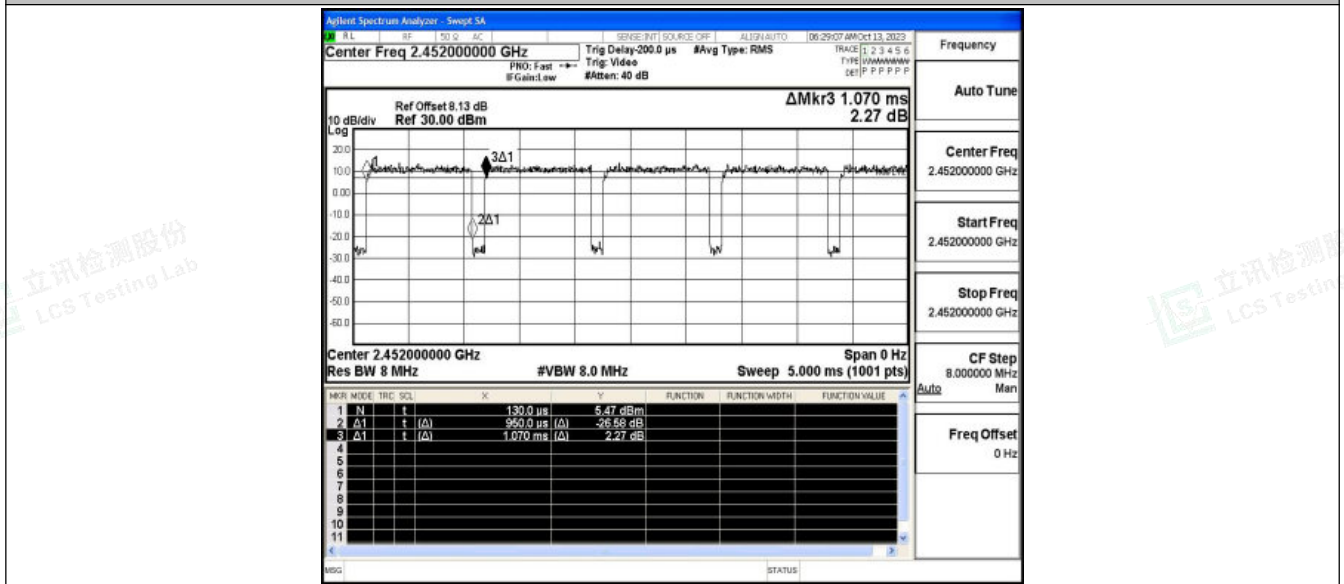 Agilent Spectrum Analyzer - Swept SA
RL RF 50 Ω AC SENSE:INT SOURCE OFF ALIGN AUTO 06:29:07 AM Oct 13, 2023
Center Freq 2.452000000 GHz
PNO: Fast
IFGain:Low
Trig Delay-200.0 µs #Avg Type: RMS
Trig: Video
#Atten: 40 dB
TRACE 1 2 3 4 5 6
TYPE WWWWWW
DET P P P P P P
ΔMkr3 1.070 ms
2.27 dB
Ref Offset 8.13 dB
10 dB/div Ref 30.00 dBm
Log
20.0
10.0
0.00
-10.0
-20.0
-30.0
-40.0
-50.0
-60.0
1
3Δ1
2Δ1
Center 2.452000000 GHz Span 0 Hz
Res BW 8 MHz #VBW 8.0 MHz Sweep 5.000 ms (1001 pts)
MKR MODE TRC SCL X Y FUNCTION FUNCTION WIDTH FUNCTION VALUE
1 N t 130.0 µs 5.47 dBm
2 Δ1 t (Δ) 950.0 µs (Δ) -26.58 dB
3 Δ1 t (Δ) 1.070 ms (Δ) 2.27 dB
4
5
6
7
8
9
10
11
MSG STATUS
Frequency
Auto Tune
Center Freq
2.452000000 GHz
Start Freq
2.452000000 GHz
Stop Freq
2.452000000 GHz
CF Step
8.000000 MHz
Auto Man
Freq Offset
0 Hz
立讯检测股份
LCS Testing Lab
立讯检测股
LCS Testing